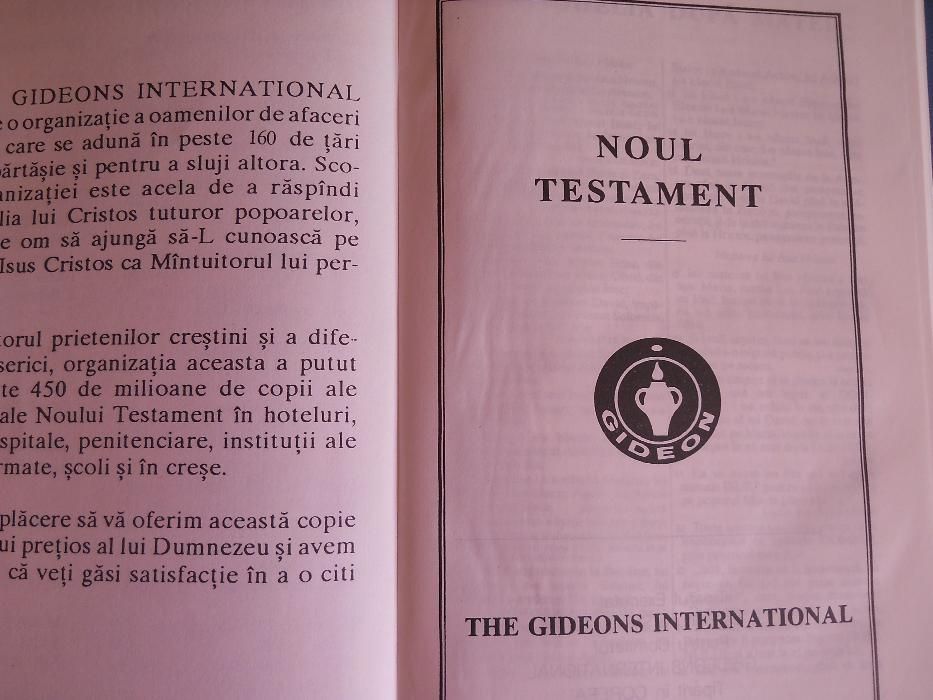 GIDEONS INTERNATIONAL
e o organizație a oamenilor de afaceri
care se adună în peste 160 de țări
părtășie și pentru a sluji altora. Sco-
anizației este acela de a răspîndi
lia lui Cristos tuturor popoarelor,
e om să ajungă să-L cunoască pe
Isus Cristos ca Mîntuitorul lui per-
torul prietenilor creștini și a dife-
serici, organizația aceasta a putut
te 450 de milioane de copii ale
ale Noului Testament în hoteluri,
spitale, penitenciare, instituții ale
rmate, școli și în creșe.
plăcere să vă oferim această copie
ui prețios al lui Dumnezeu și avem
că veți găsi satisfacție în a o citi
NOUL
TESTAMENT
GIDEON
THE GIDEONS INTERNATIONAL